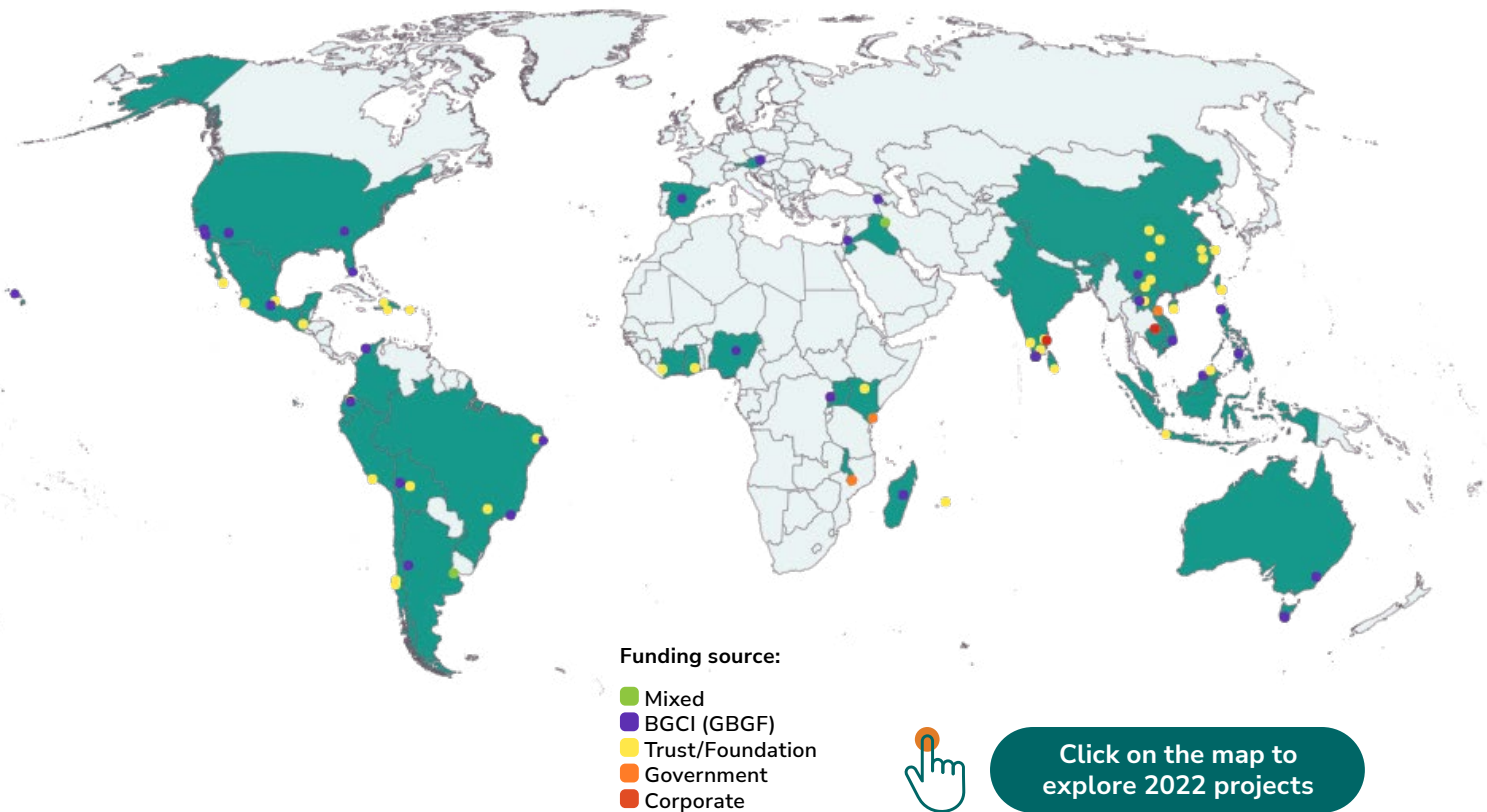 Funding source:
Mixed
BGCI (GBGF)
Trust/Foundation
Government
Corporate
Click on the map to
explore 2022 projects